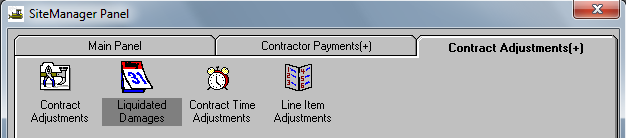 SiteManager Panel
Main Panel
Contractor Payments(+)
Contract Adjustments(+)
31
Contract
Adjustments
Liquidated
Damages
Contract Time
Adjustments
Line Item
Adjustments